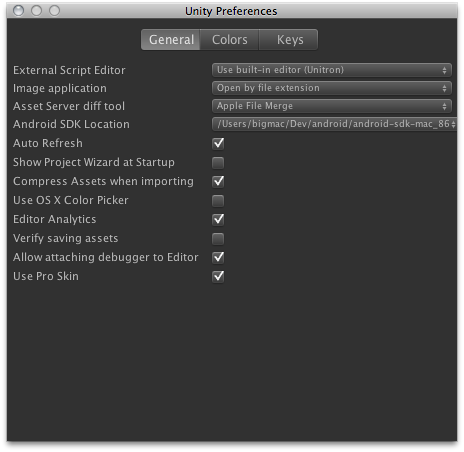 Unity Preferences
General Colors Keys
External Script Editor Use built-in editor (Unitron)
Image application Open by file extension
Asset Server diff tool Apple File Merge
Android SDK Location /Users/bigmac/Dev/android/android-sdk-mac_86
Auto Refresh
Show Project Wizard at Startup
Compress Assets when importing
Use OS X Color Picker
Editor Analytics
Verify saving assets
Allow attaching debugger to Editor
Use Pro Skin